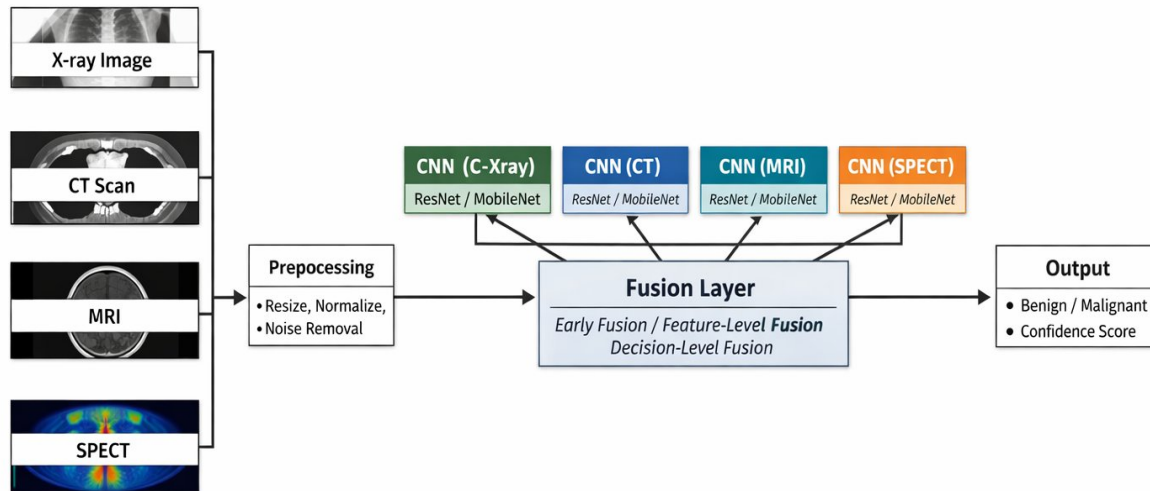 X-ray Image
CT Scan
MRI
SPECT
Prepocessing
• Resize, Normalize,
• Noise Removal
CNN (C-Xray)
ResNet / MobileNet
CNN (CT)
ResNet / MobileNet
CNN (MRI)
ResNet / MobileNet
CNN (SPECT)
ResNet / MobileNet
Fusion Layer
Early Fusion / Feature-Level Fusion
Decision-Level Fusion
Output
• Benign / Malignant
• Confidence Score